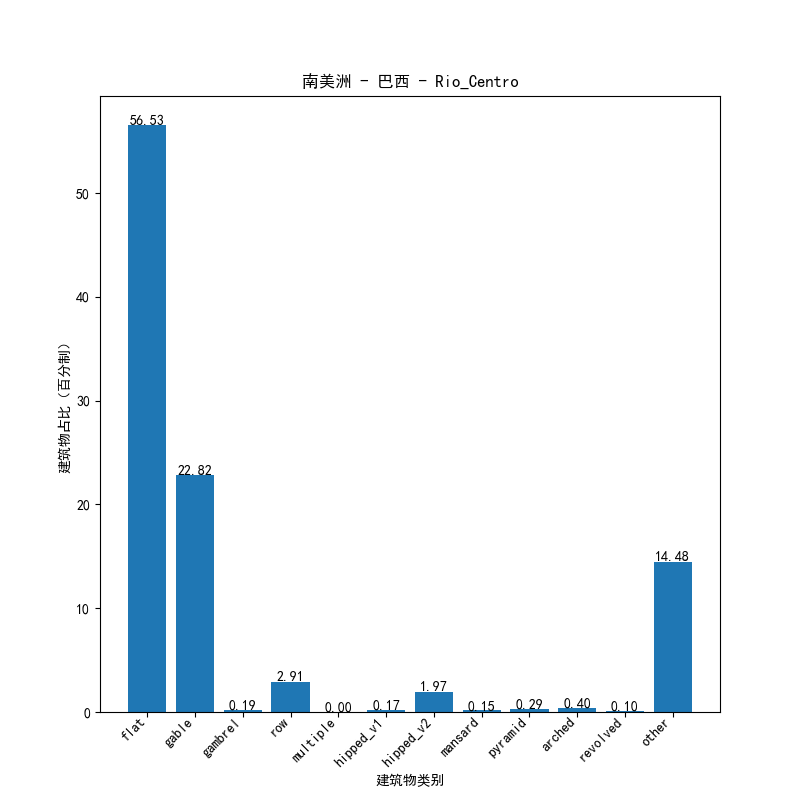 南美洲 - 巴西 - Rio_Centro
建筑物占比（百分制）
50
40
30
20
10
0
56.53
22.82
0.19
2.91
0.00
0.17
1.97
0.15
0.29
0.40
0.10
14.48
flat
gable
gambrel
row
multiple
hipped_v1
hipped_v2
mansard
pyramid
arched
revolved
other
建筑物类别